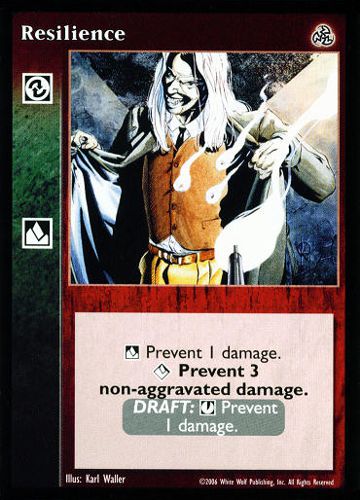 Resilience
Prevent 1 damage.
Prevent 3
non-aggravated damage.
DRAFT: Prevent
1 damage.
Illus: Karl Waller
©2006 White Wolf Publishing, Inc. All Rights Reserved